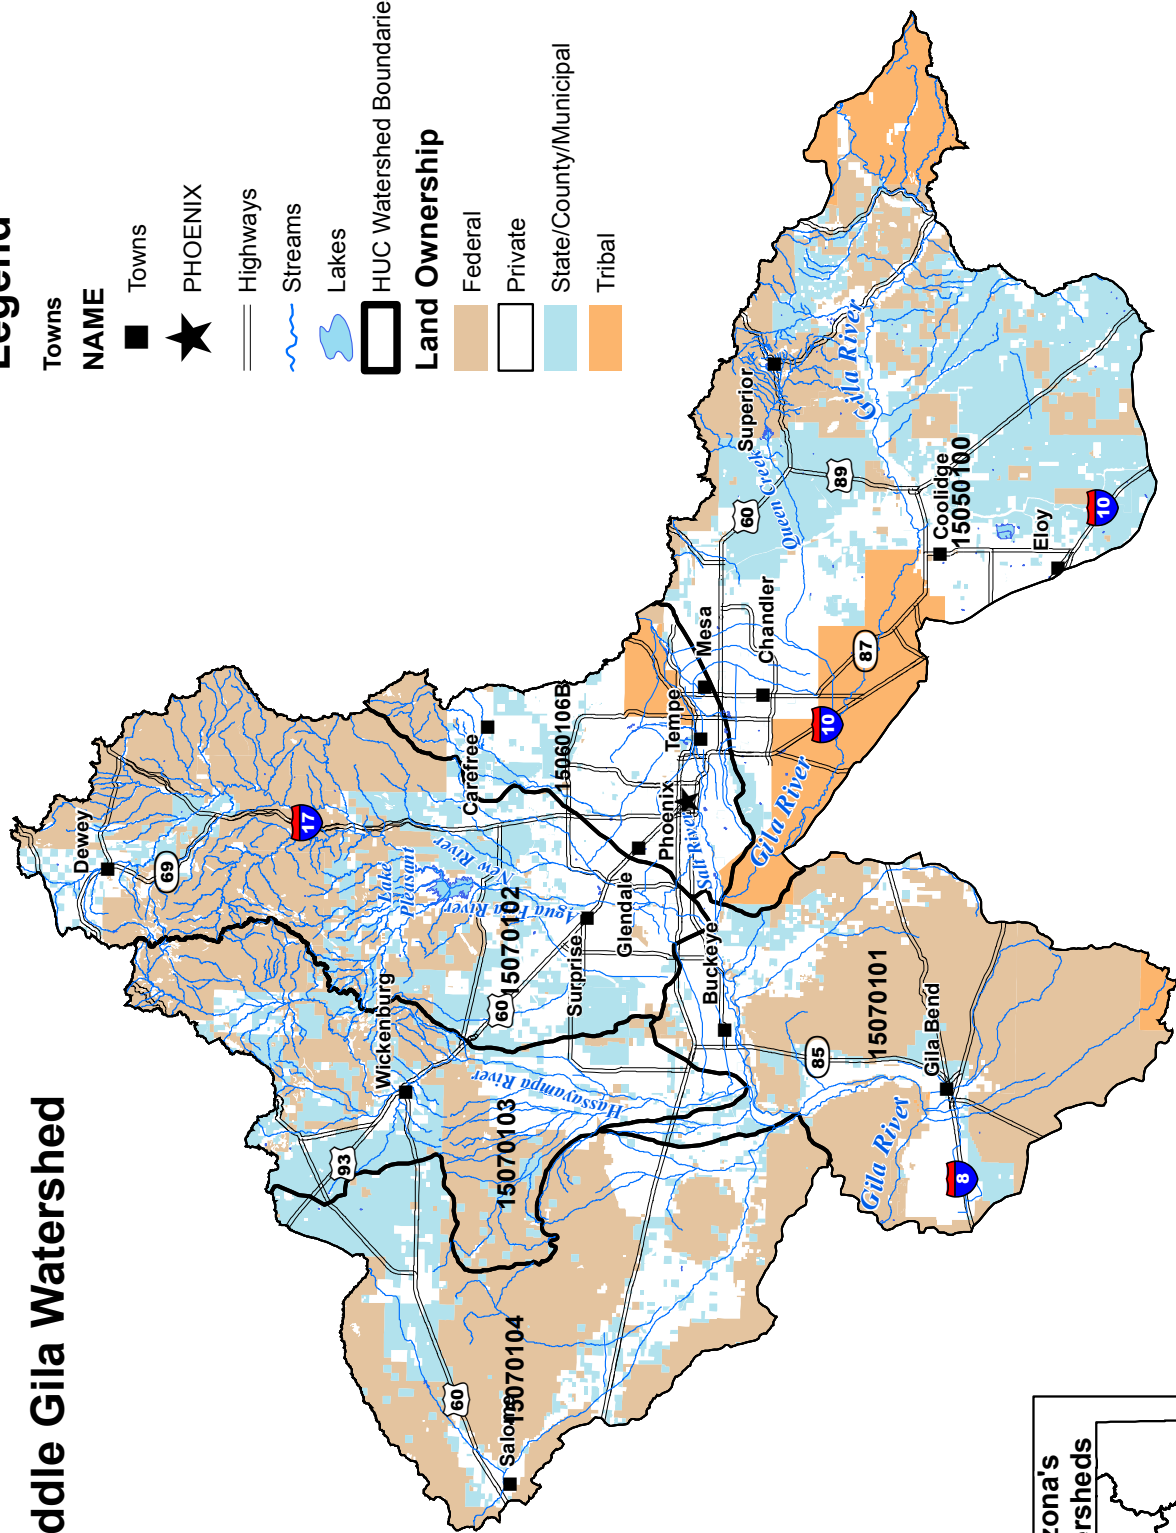 ddle Gila Watershed
Legend
Towns
NAME
Towns
PHOENIX
Highways
Streams
Lakes
HUC Watershed Boundarie
Land Ownership
Federal
Private
State/County/Municipal
Tribal
Dewey
69
17
Lake
Pleasant
New River
Agua Fria River
Carefree
15060106B
15070102
Wickenburg
93
60
Surprise
Glendale
Phoenix
Salt River
Tempe
Mesa
Chandler
Hassayampa River
15070103
Buckeye
Gila River
10
87
60
Queen Creek
Superior
89
Gila River
Coolidge
15050100
Eloy
10
60
Salome
15070104
85
15070101
Gila Bend
Gila River
8
zona's
ersheds